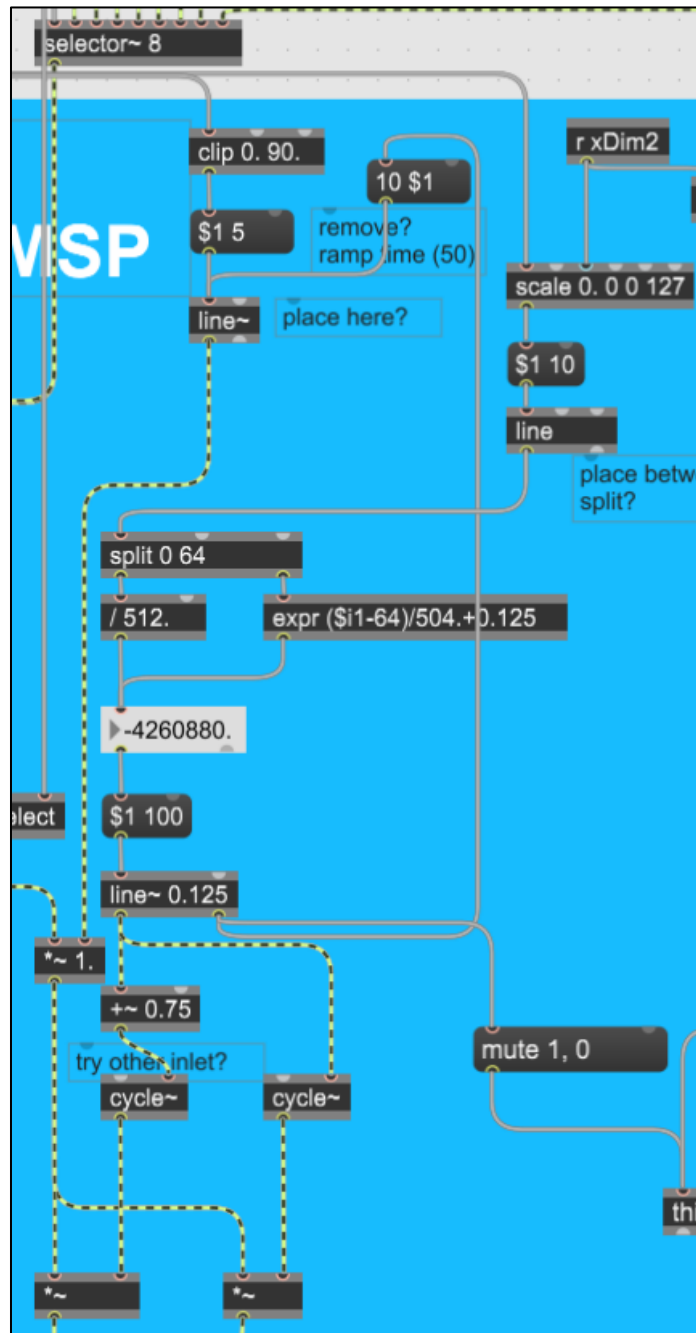 selector~ 8
clip 0. 90.
10 $1
r xDim2
MSP
$1 5
remove?
ramp time (50)
scale 0. 0 0 127
line~
place here?
$1 10
line
place betw
split?
split 0 64
/ 512.
expr ($i1-64)/504.+0.125
-4260880.
$1 100
elect
line~ 0.125
*~ 1.
+~ 0.75
mute 1, 0
try other inlet?
cycle~
cycle~
thi
*~
*~